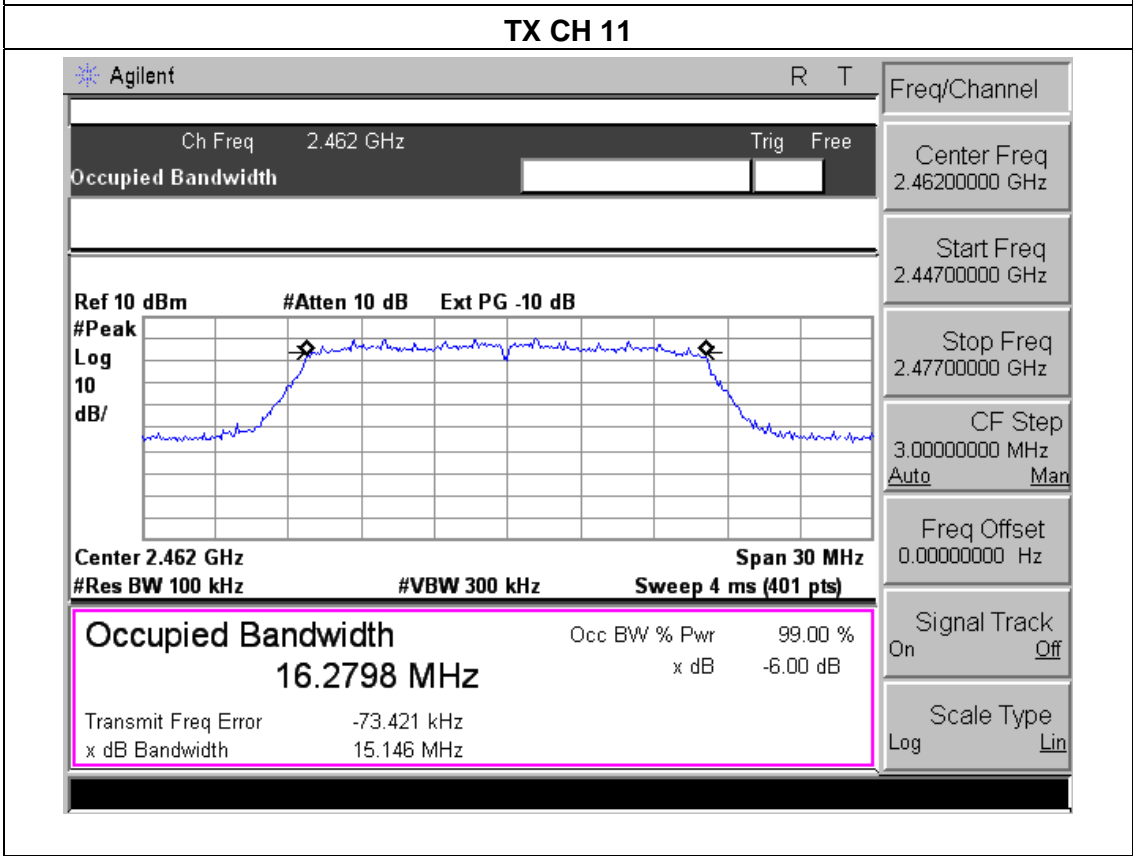 TX CH 11
Agilent R T
Ch Freq 2.462 GHz Trig Free
Occupied Bandwidth
Ref 10 dBm #Atten 10 dB Ext PG -10 dB
#Peak
Log
10
dB/
Center 2.462 GHz Span 30 MHz
#Res BW 100 kHz #VBW 300 kHz Sweep 4 ms (401 pts)
Occupied Bandwidth Occ BW % Pwr 99.00 %
16.2798 MHz x dB -6.00 dB
Transmit Freq Error -73.421 kHz
x dB Bandwidth 15.146 MHz
Freq/Channel
Center Freq
2.46200000 GHz
Start Freq
2.44700000 GHz
Stop Freq
2.47700000 GHz
CF Step
3.00000000 MHz
Auto Man
Freq Offset
0.00000000 Hz
Signal Track
On Off
Scale Type
Log Lin